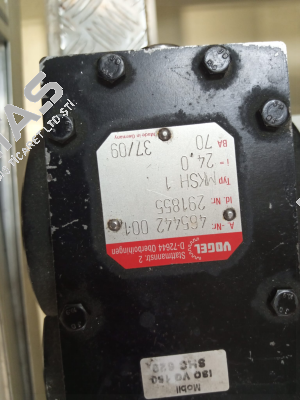 VOGEL
Stattmannstr. 2
D-72644 Oberboihingen
A.-Nr. 465442 001
Id. Nr. 291855
Typ MKSH 1
i = 24,0
BA 70 37/09
Made in Germany
Mobil
SHC 629
ISO VG 150